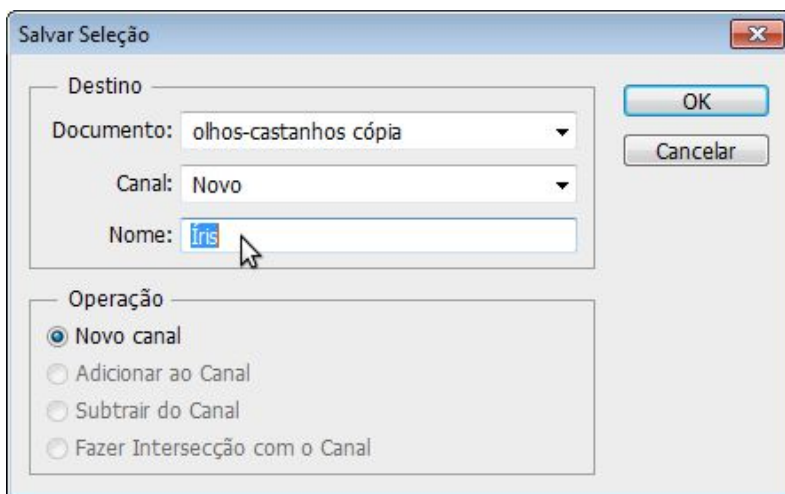 Salvar Seleção
Destino
Documento: olhos-castanhos cópia
Canal: Novo
Nome: Íris
OK
Cancelar
Operação
Novo canal
Adicionar ao Canal
Subtrair do Canal
Fazer Intersecção com o Canal